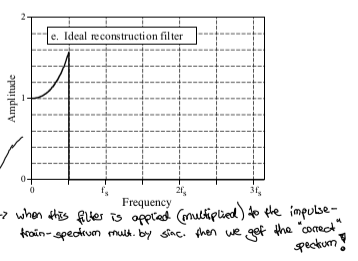 2
e. Ideal reconstruction filter
Amplitude
1
0
0
fs
2fs
3fs
Frequency
-> when this filter is applied (multiplied) to the impulse-
train-spectrum mult. by sinc. then we get the "correct"
spectrum!